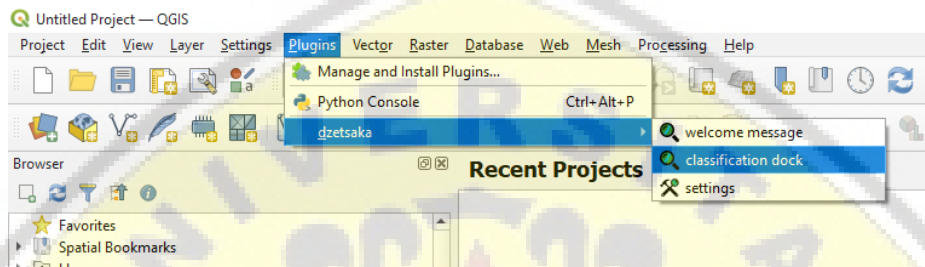 Untitled Project — QGIS
Project Edit View Layer Settings Plugins Vector Raster Database Web Mesh Processing Help
Manage and Install Plugins...
Python Console Ctrl+Alt+P
dzetsaka
welcome message
classification dock
settings
Browser
Recent Projects
Favorites
Spatial Bookmarks